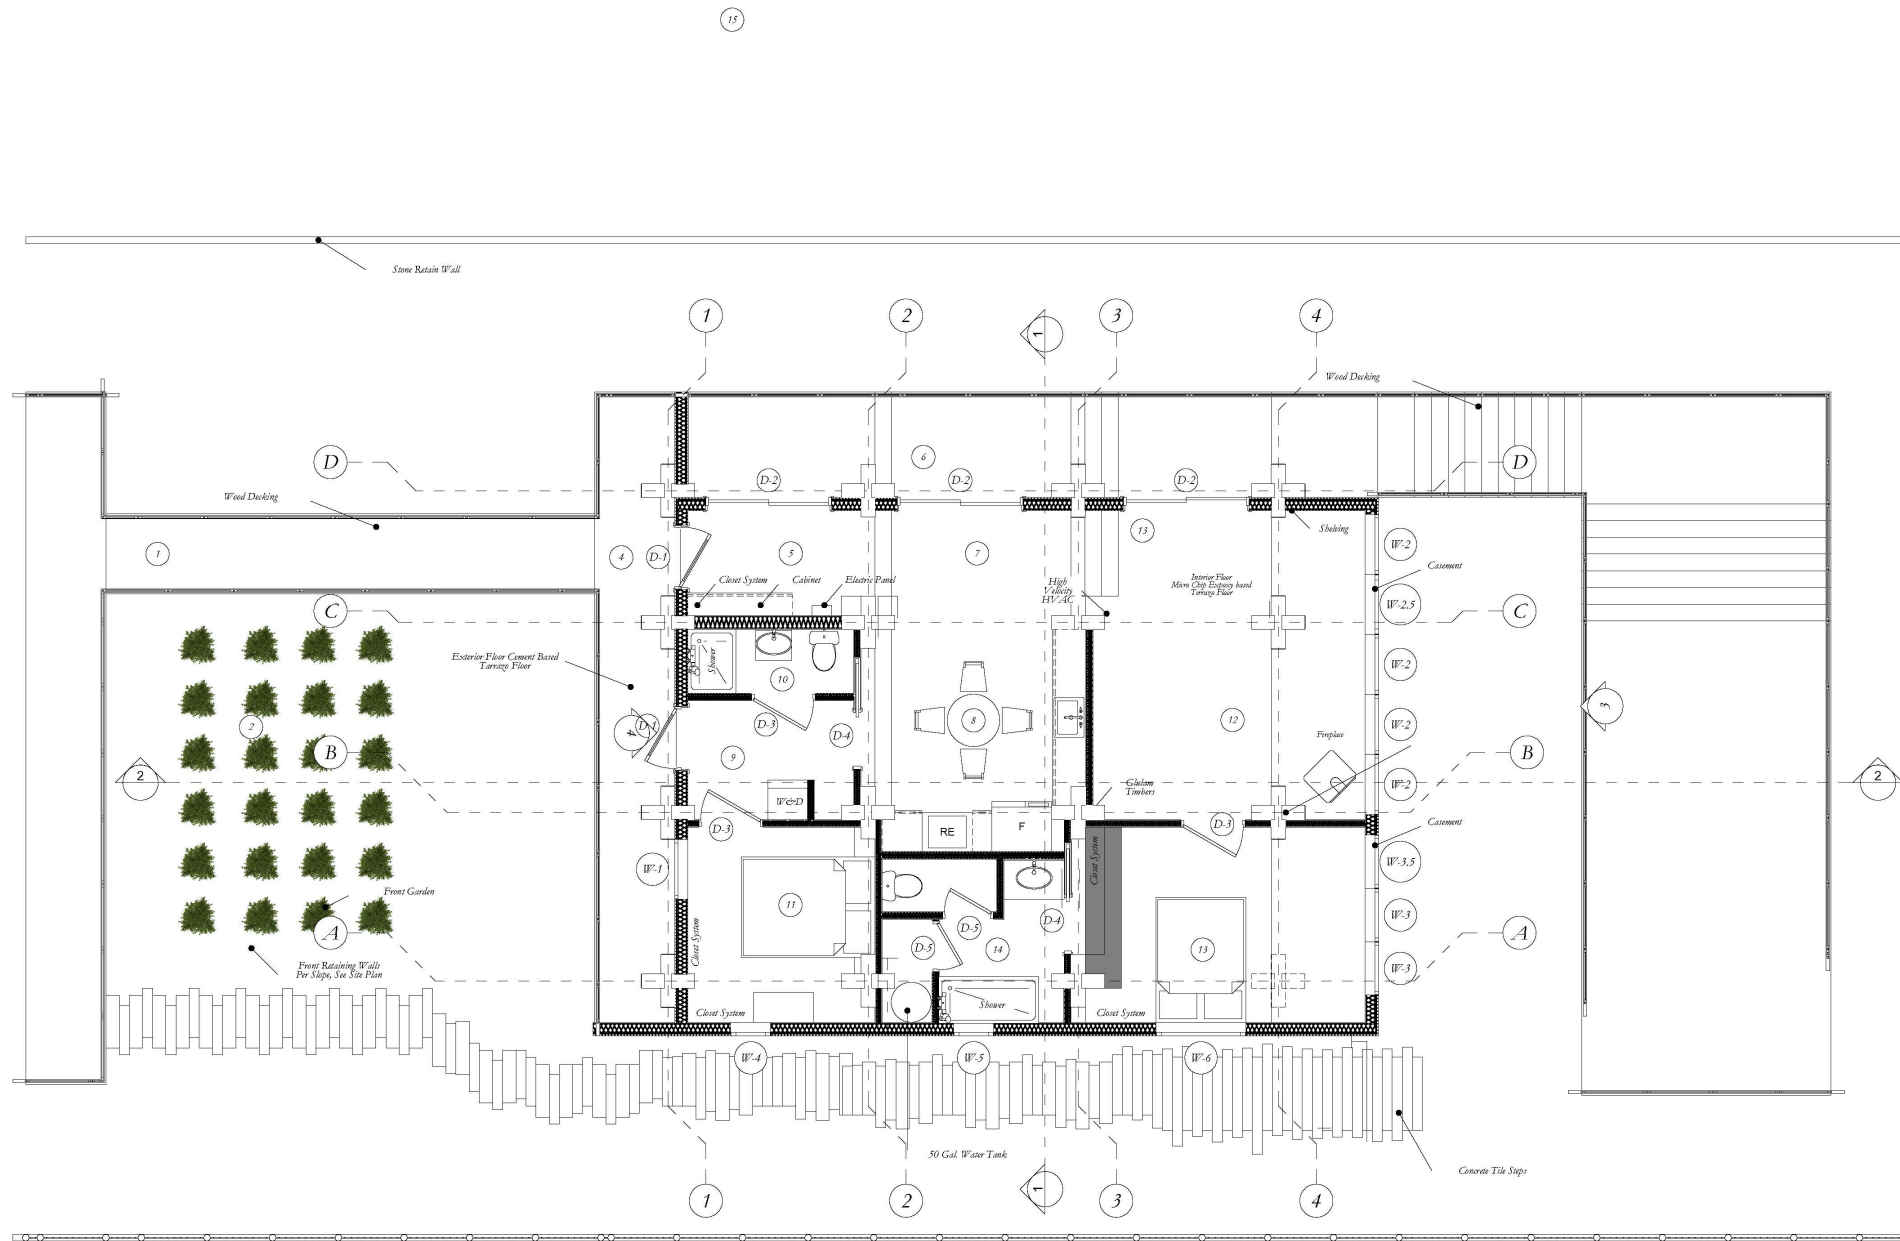 15
Stone Retain Wall
1
2
1
3
4
Wood Decking
D
6
D
D-2
D-2
D-2
Wood Decking
13
Shelving
1
4
D-1
5
7
W-2
Casement
Closet System
Cabinet
Electric Panel
High
Velocity
HVAC
Interior Floor
Micro Chip Expoxy based
Terrazo Floor
W-2.5
C
C
Exterior Floor Cement Based
Tarrazo Floor
Shower
10
W-2
2
4
D-1
D-3
D-4
8
12
Fireplace
W-2
3
B
9
B
2
W&D
Glulam
Timbers
W-2
2
D-3
RE
F
D-3
Casement
W-1
Closet System
W-3.5
Front Garden
11
Closet System
D-4
W-3
A
D-5
D-5
14
13
A
Front Retaining Walls
Per Slope, See Site Plan
W-3
Closet System
Shower
Closet System
W-4
W-5
W-6
50 Gal. Water Tank
Concrete Tile Steps
1
2
1
3
4